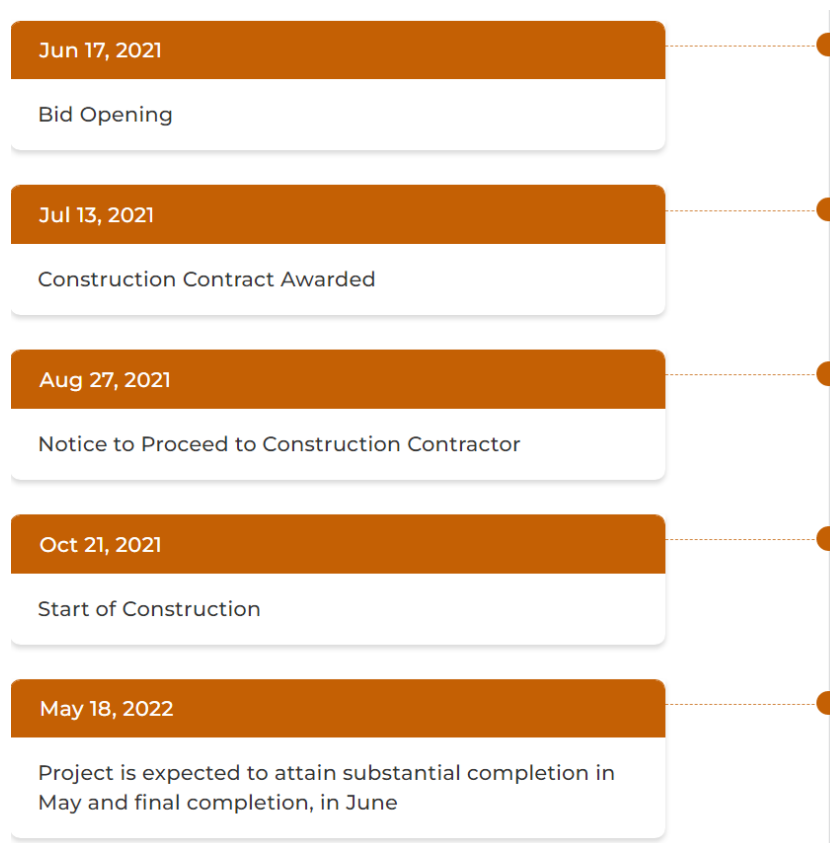 Jun 17, 2021
Bid Opening
Jul 13, 2021
Construction Contract Awarded
Aug 27, 2021
Notice to Proceed to Construction Contractor
Oct 21, 2021
Start of Construction
May 18, 2022
Project is expected to attain substantial completion in
May and final completion, in June